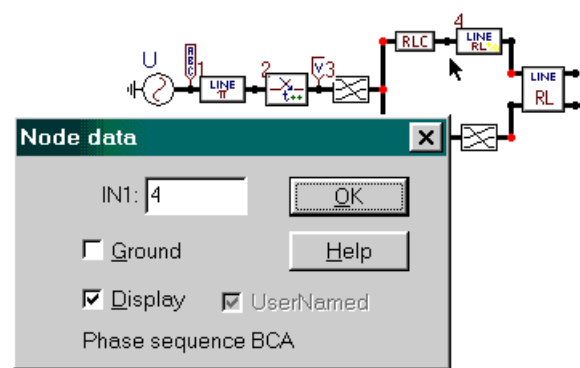 4
U
ABC
1
2
V
3
RLC
LINE
RL
LINE
π
t
LINE
RL
Node data
IN1: 4
OK
Ground
Help
Display
UserNamed
Phase sequence BCA